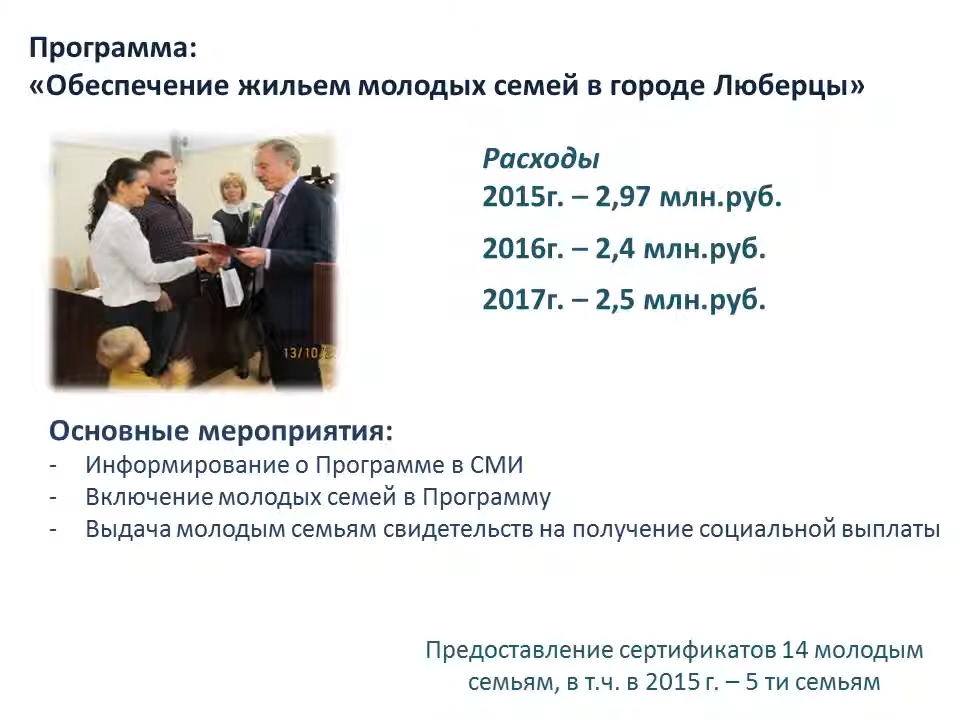 Программа:
«Обеспечение жильем молодых семей в городе Люберцы»
Расходы
2015г. – 2,97 млн.руб.
2016г. – 2,4 млн.руб.
2017г. – 2,5 млн.руб.
13/10/
Основные мероприятия:
- Информирование о Программе в СМИ
- Включение молодых семей в Программу
- Выдача молодым семьям свидетельств на получение социальной выплаты
Предоставление сертификатов 14 молодым
семьям, в т.ч. в 2015 г. – 5 ти семьям